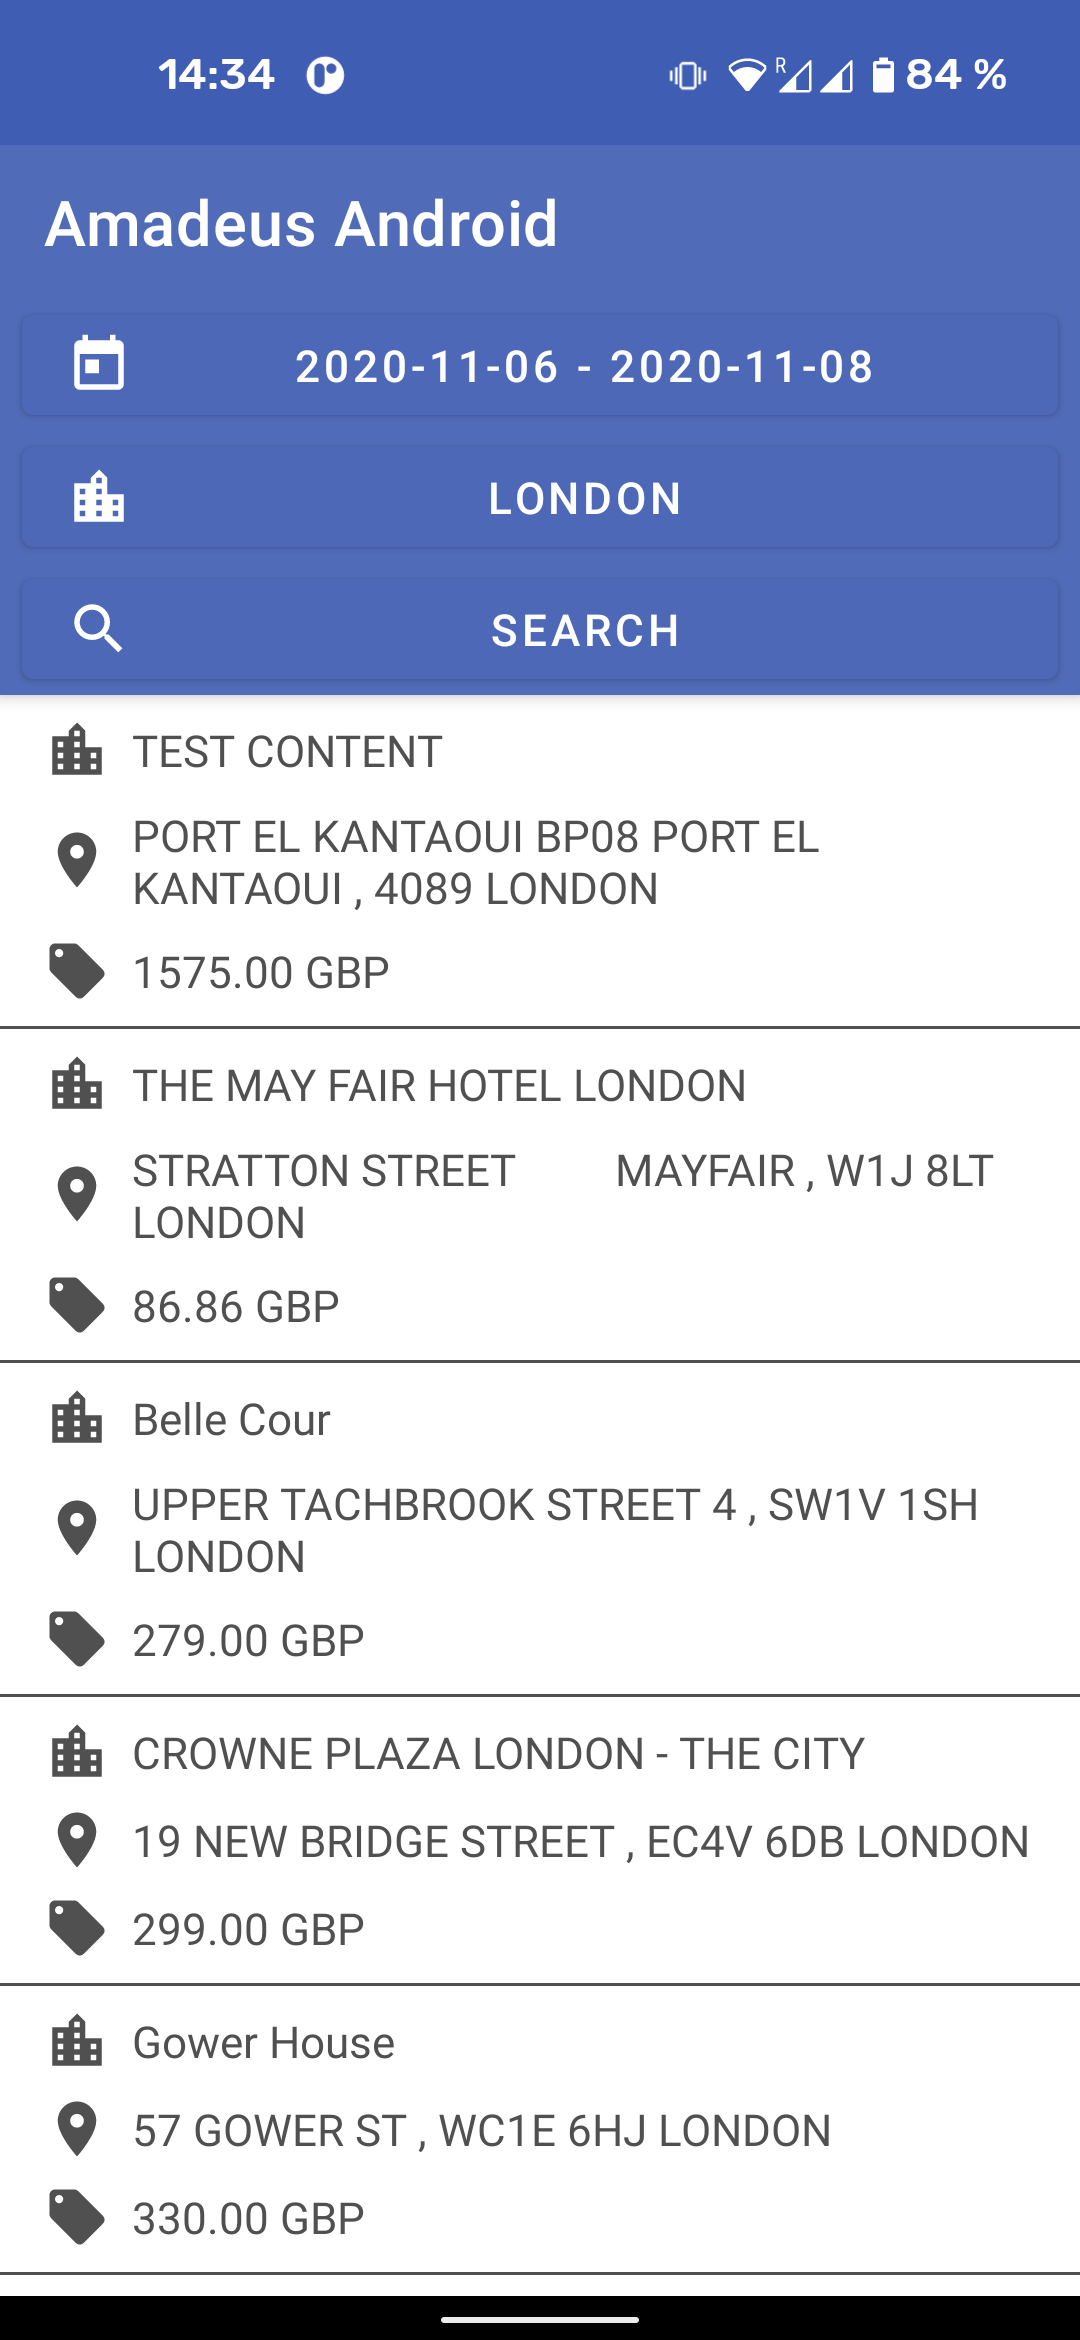 14:34
R
84 %
Amadeus Android
2020-11-06 - 2020-11-08
LONDON
SEARCH
TEST CONTENT
PORT EL KANTAOUI BP08 PORT EL
KANTAOUI , 4089 LONDON
1575.00 GBP
THE MAY FAIR HOTEL LONDON
STRATTON STREET MAYFAIR , W1J 8LT
LONDON
86.86 GBP
Belle Cour
UPPER TACHBROOK STREET 4 , SW1V 1SH
LONDON
279.00 GBP
CROWNE PLAZA LONDON - THE CITY
19 NEW BRIDGE STREET , EC4V 6DB LONDON
299.00 GBP
Gower House
57 GOWER ST , WC1E 6HJ LONDON
330.00 GBP